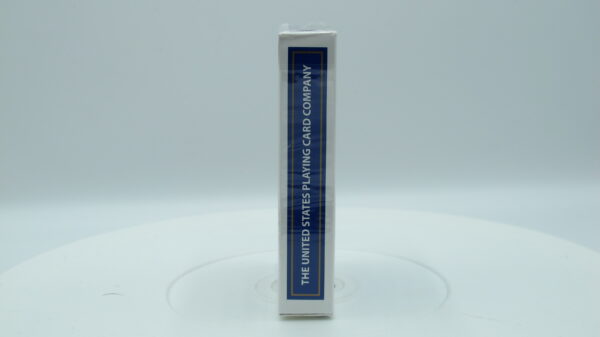 THE UNITED STATES PLAYING CARD COMPANY